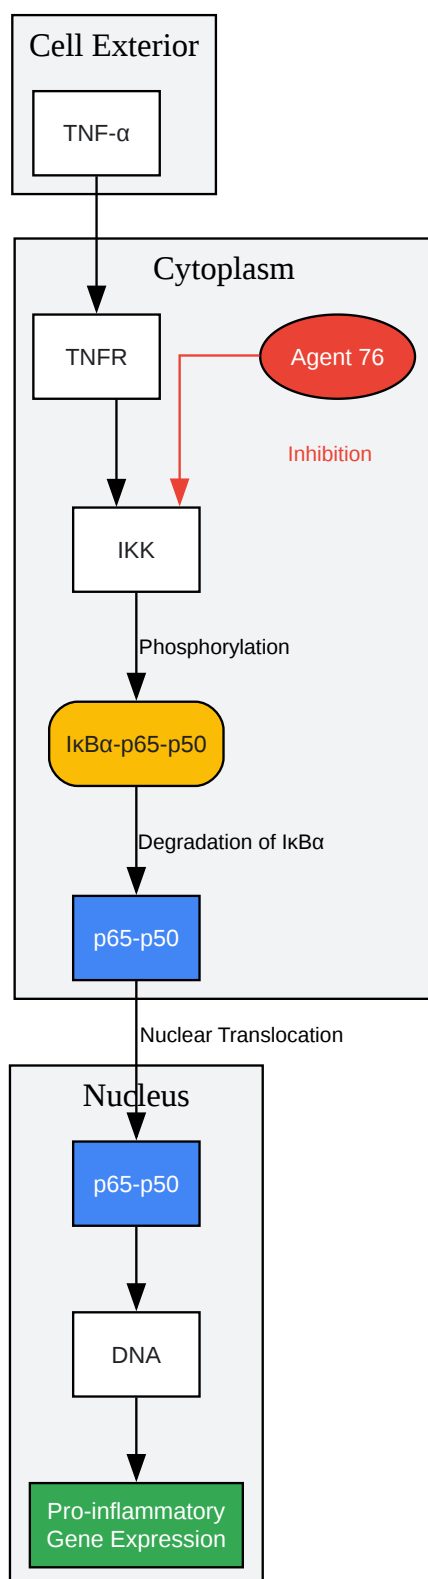 Cell Exterior
TNF-α
Cytoplasm
TNFR
Agent 76
Inhibition
IKK
Phosphorylation
IκBα-p65-p50
Degradation of IκBα
p65-p50
Nuclear Translocation
Nucleus
p65-p50
DNA
Pro-inflammatory
Gene Expression